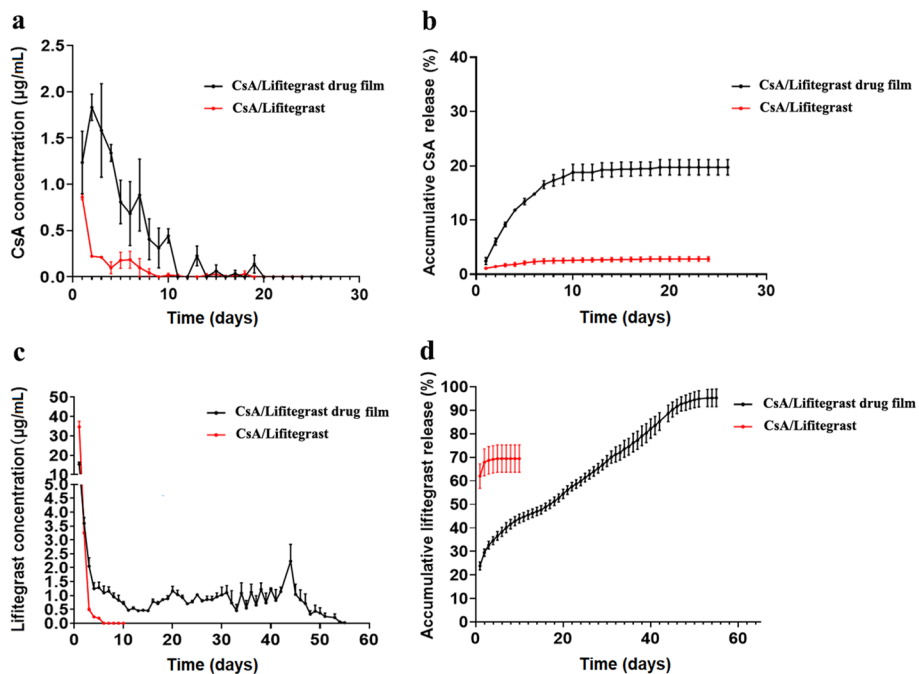 a
CsA concentration (µg/mL)
2.5
2.0
1.5
1.0
0.5
0.0
0 10 20 30
Time (days)
CsA/Lifitegrast drug film
CsA/Lifitegrast
b
Accumulative CsA release (%)
40
30
20
10
0
0 10 20 30
Time (days)
CsA/Lifitegrast drug film
CsA/Lifitegrast
c
Lifitegrast concentration (µg/mL)
50
40
30
20
10
5.0
4.5
4.0
3.5
3.0
2.5
2.0
1.5
1.0
0.5
0.0
0 10 20 30 40 50 60
Time (days)
CsA/Lifitegrast drug film
CsA/Lifitegrast
d
Accumulative lifitegrast release (%)
100
90
80
70
60
50
40
30
20
10
0
0 20 40 60
Time (days)
CsA/Lifitegrast drug film
CsA/Lifitegrast